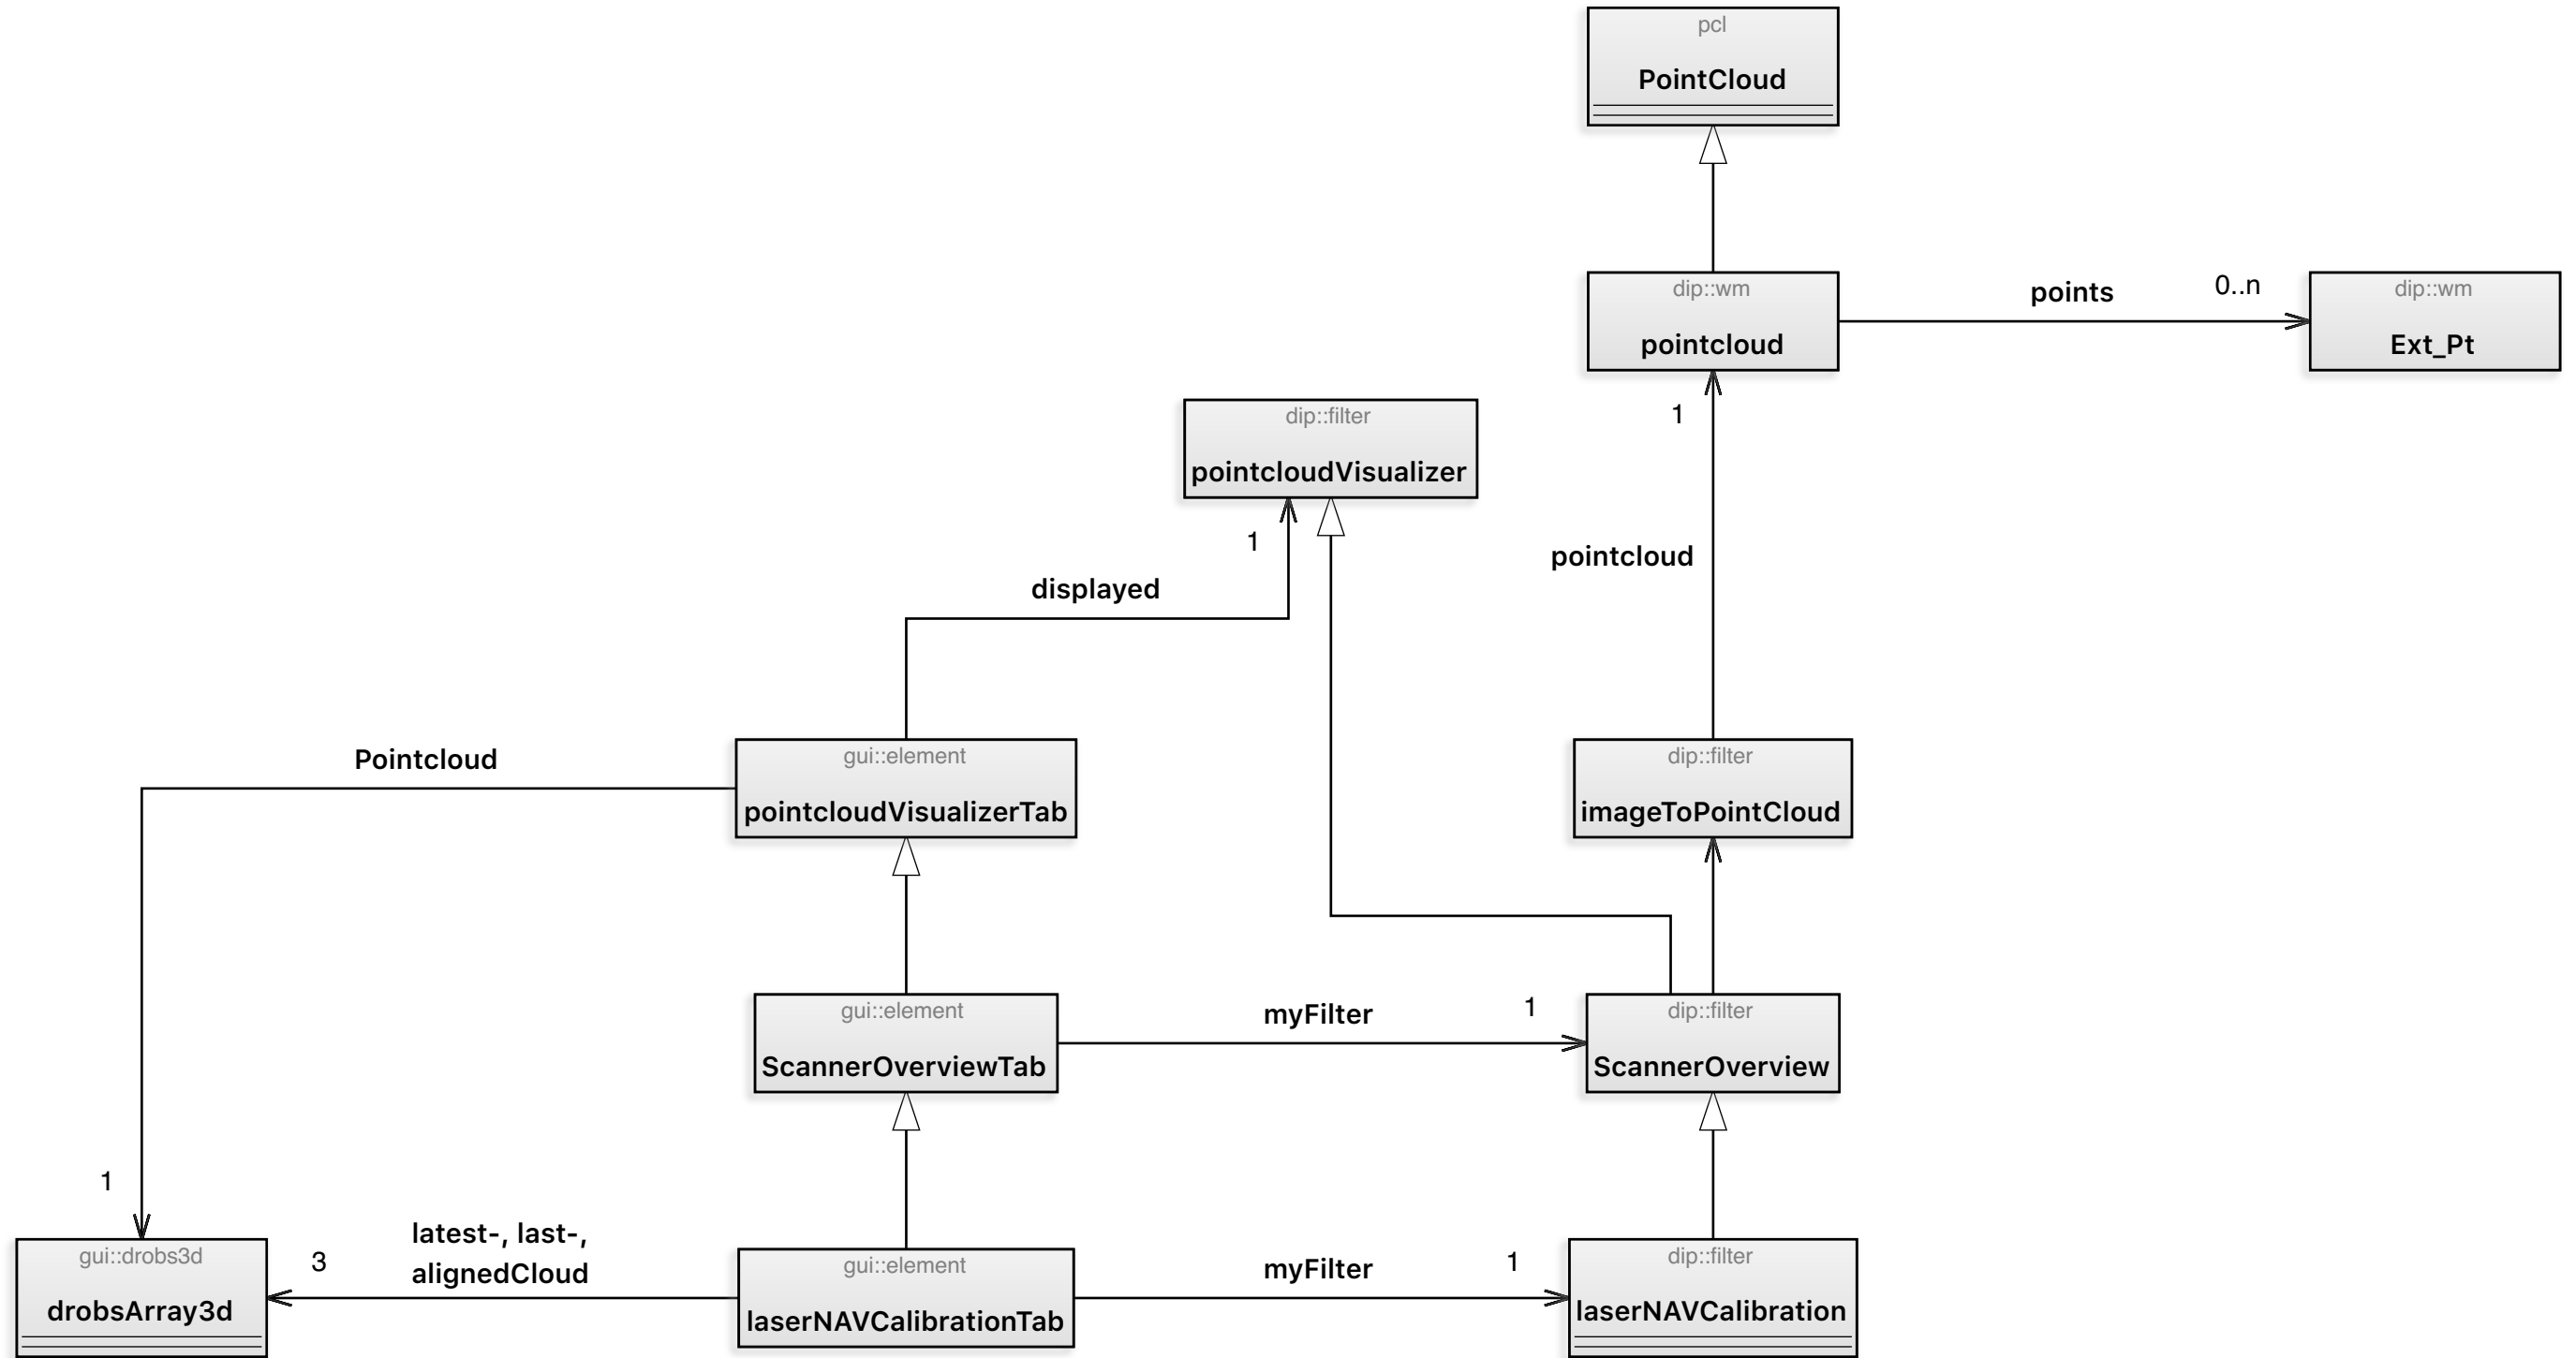 pcl
PointCloud
dip::wm
pointcloud
points
0..n
dip::wm
Ext_Pt
1
dip::filter
pointcloudVisualizer
1
pointcloud
displayed
Pointcloud
gui::element
pointcloudVisualizerTab
dip::filter
imageToPointCloud
gui::element
ScannerOverviewTab
myFilter
1
dip::filter
ScannerOverview
1
gui::drobs3d
drobsArray3d
3
latest-, last-,
alignedCloud
gui::element
laserNAVCalibrationTab
myFilter
1
dip::filter
laserNAVCalibration